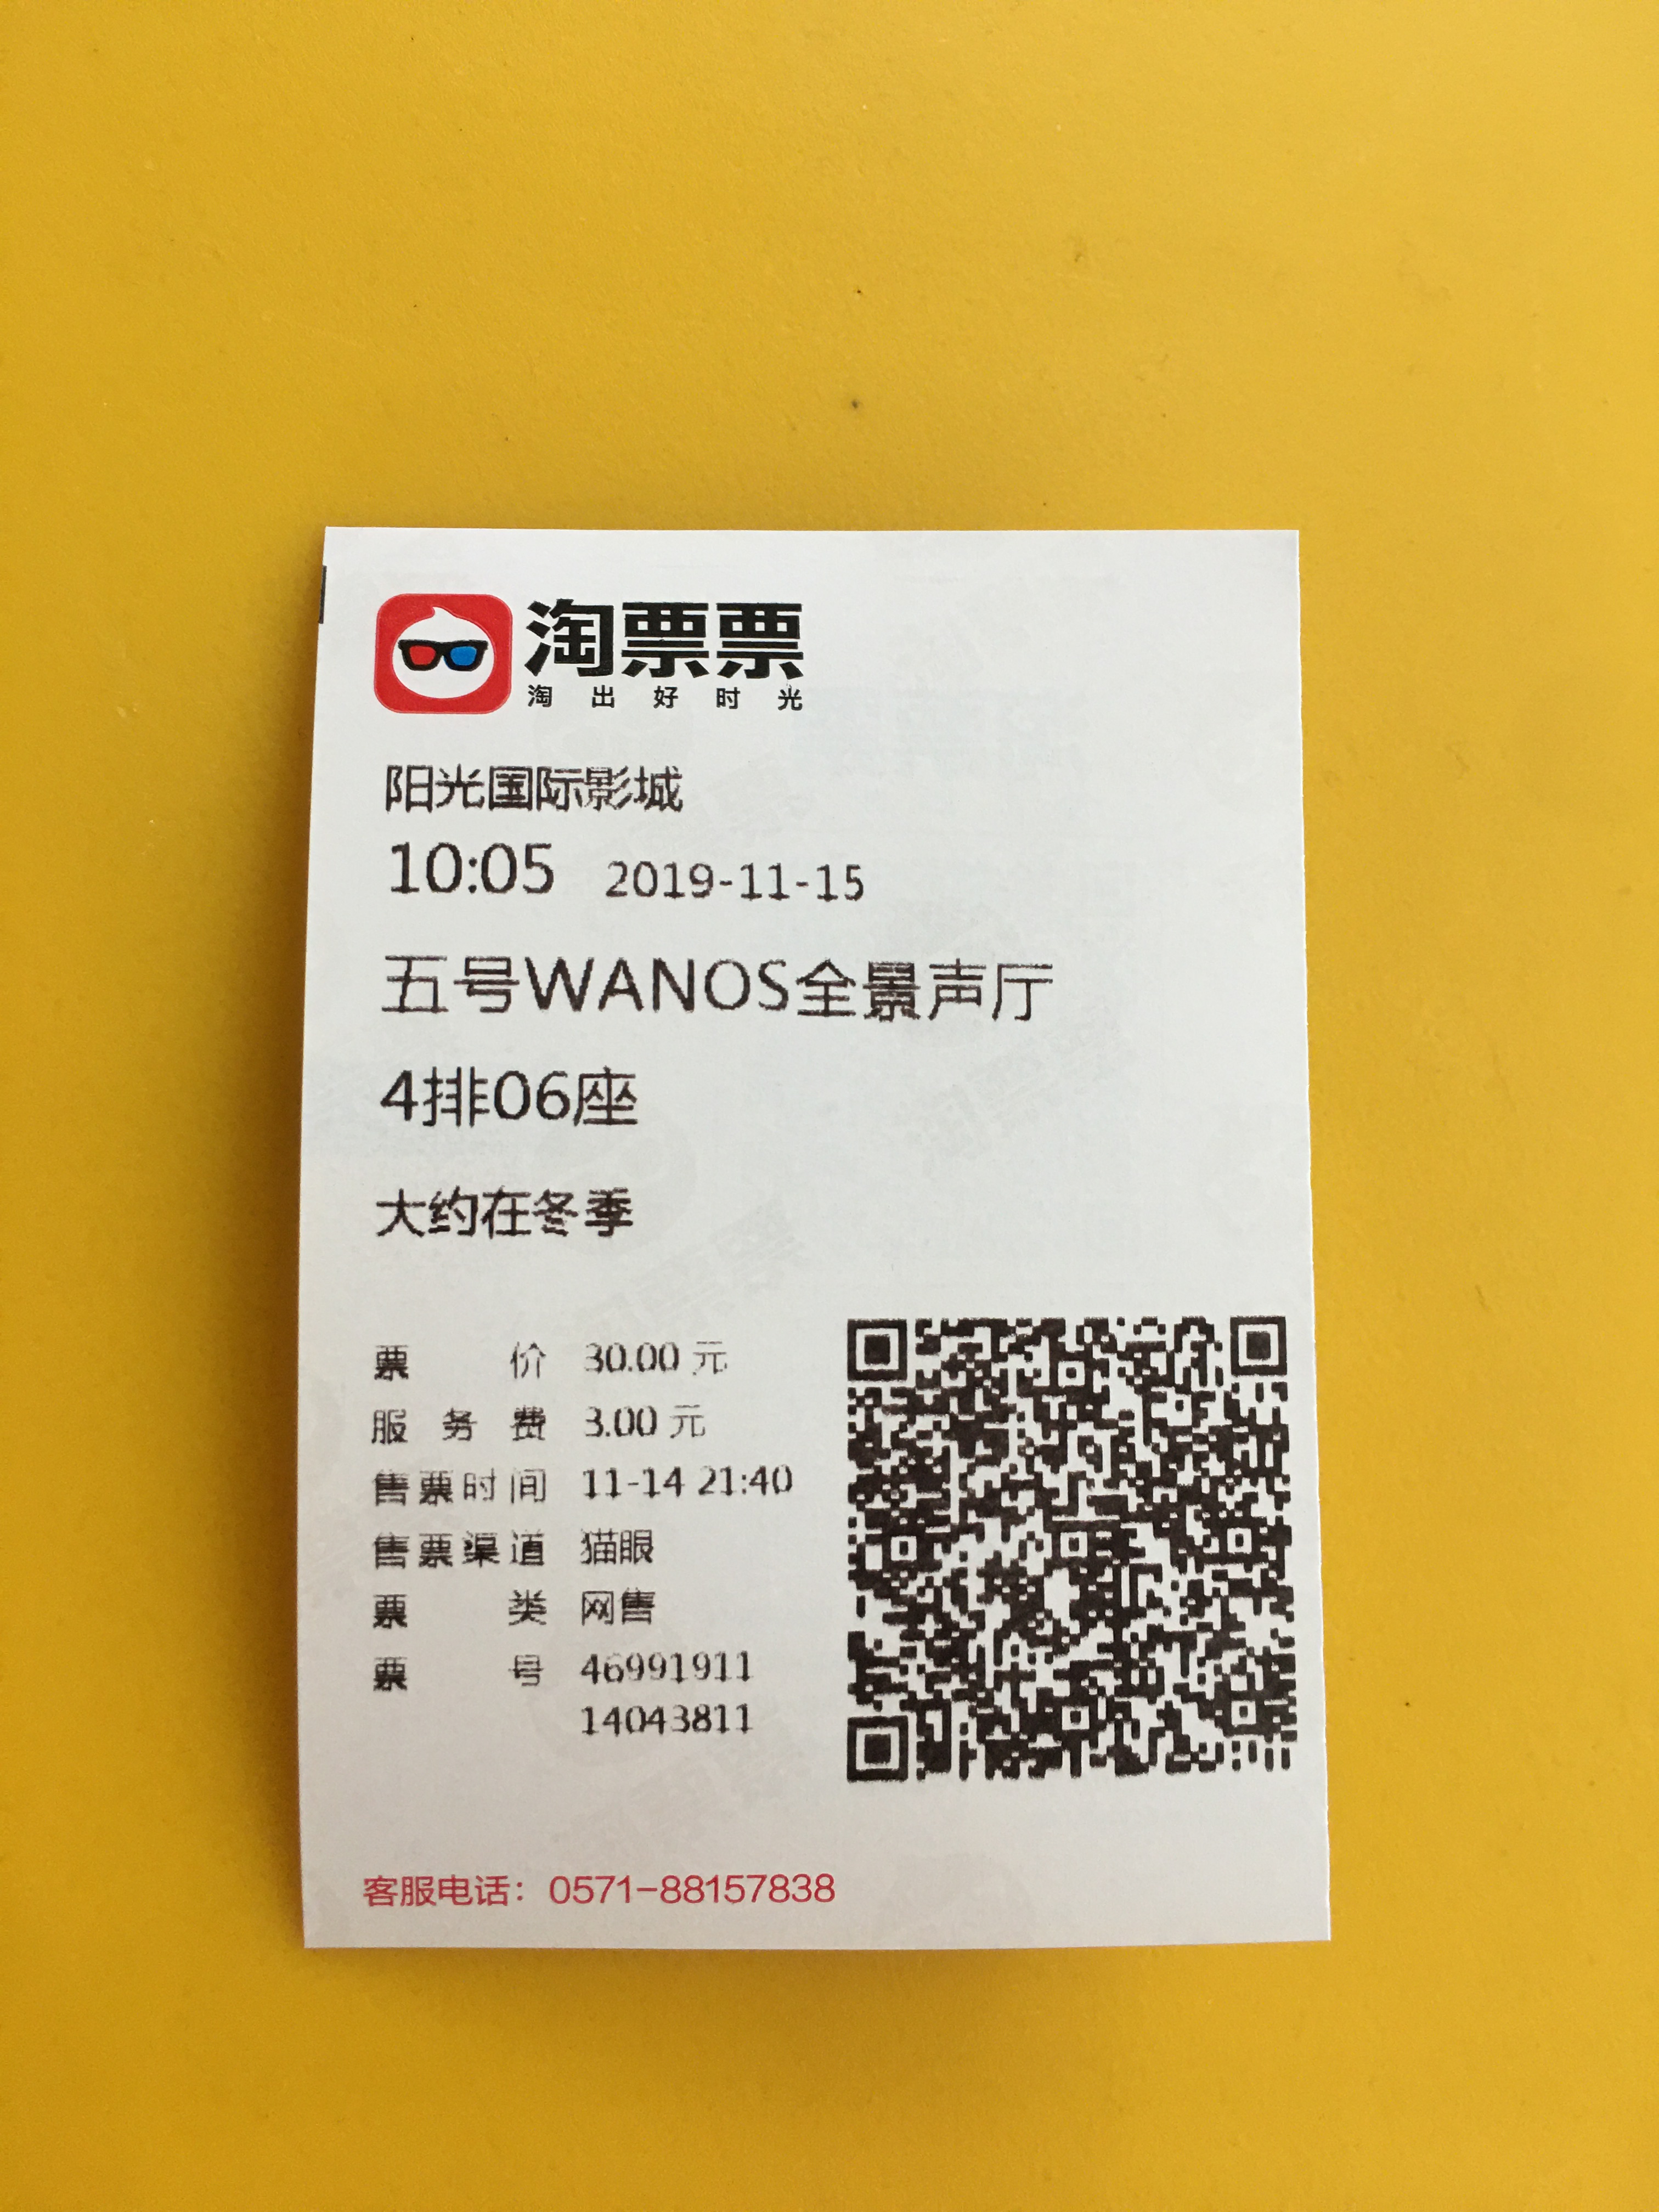 淘票票
淘出好时光
阳光国际影城
10:05 2019-11-15
五号WANOS全景声厅
4排06座
大约在冬季
票价 30.00 元
服务费 3.00 元
售票时间 11-14 21:40
售票渠道 猫眼
票类 网售
票号 46991911
14043811
客服电话：0571-88157838